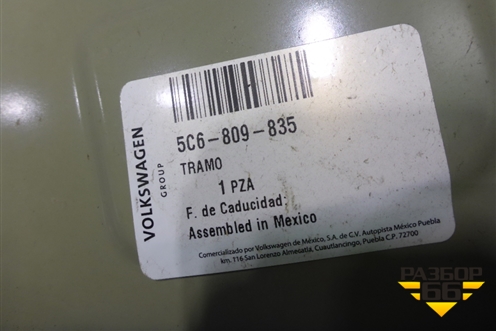 VOLKSWAGEN
GROUP
5C6-809-835
TRAMO
1 PZA
F. de Caducidad:
Assembled in Mexico
Comercializado por Volkswagen de México, S.A. de C.V. Autopista México Puebla
km. 116 San Lorenzo Almecatla, Cuautlancingo, Puebla C.P. 72700
РАЗБОР
66